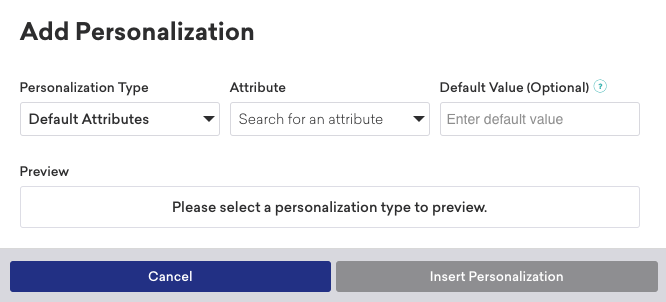 Add Personalization
Personalization Type
Attribute
Default Value (Optional) ?
Default Attributes
Search for an attribute
Enter default value
Preview
Please select a personalization type to preview.
Cancel
Insert Personalization